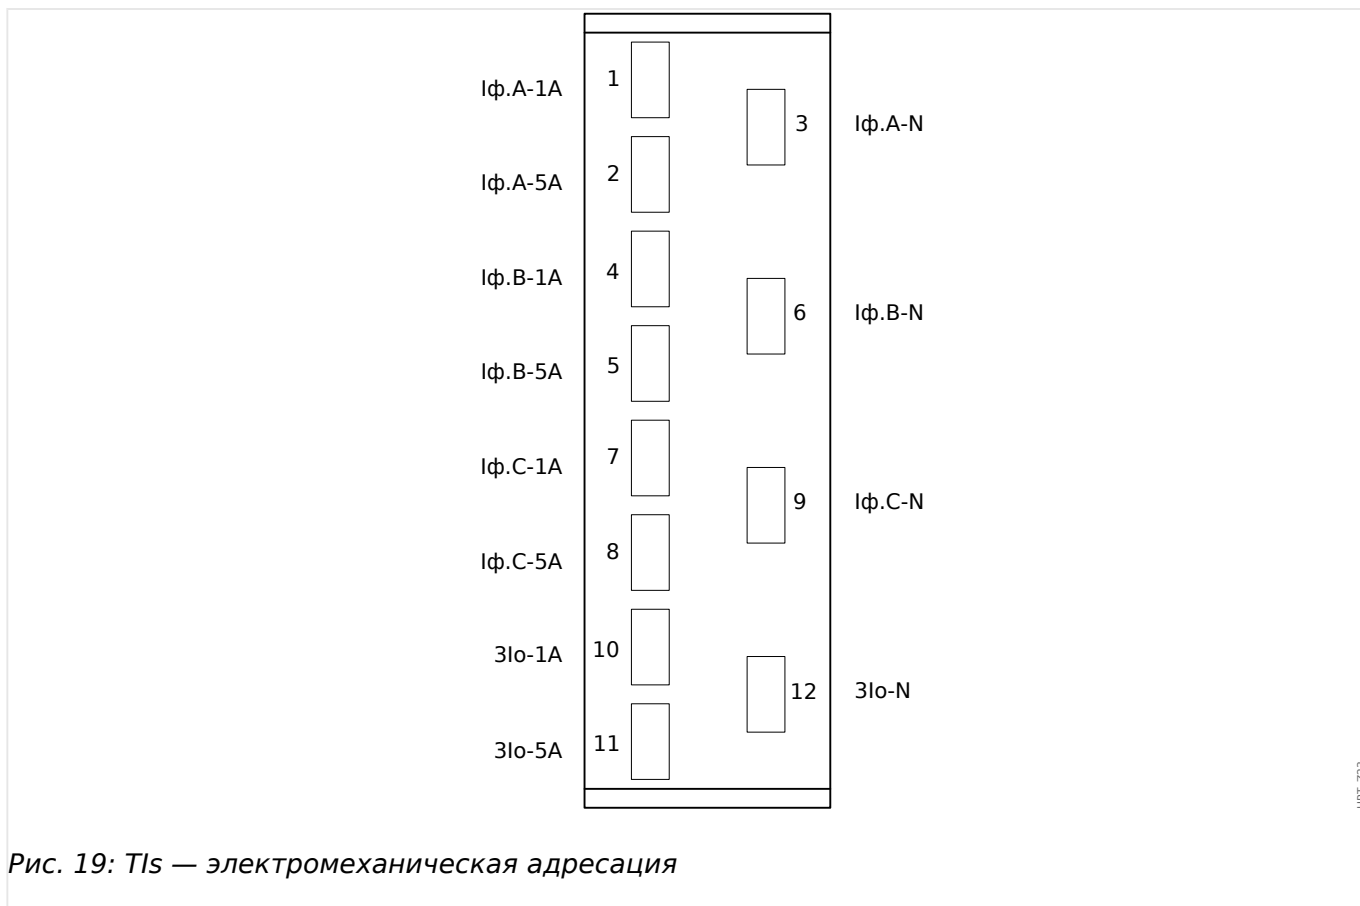 Iф.A-1A
1
3
Iф.A-N
Iф.A-5A
2
Iф.B-1A
4
6
Iф.B-N
Iф.B-5A
5
Iф.C-1A
7
9
Iф.C-N
Iф.C-5A
8
3Io-1A
10
12
3Io-N
3Io-5A
11
Рис. 19: TIs — электромеханическая адресация